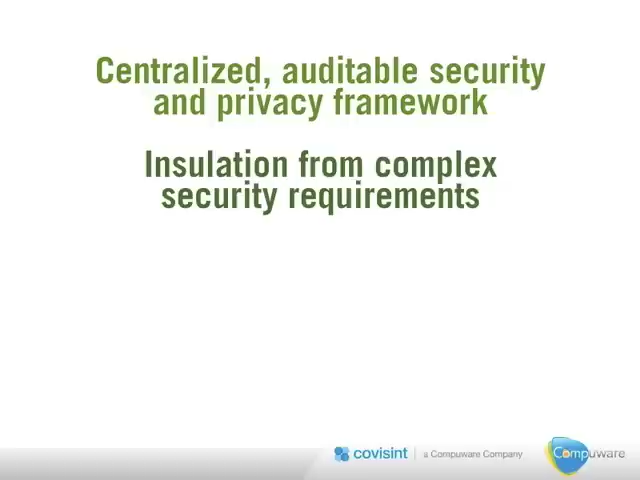 Centralized, auditable security
and privacy framework
Insulation from complex
security requirements
covisint
a Compuware Company
Compuware